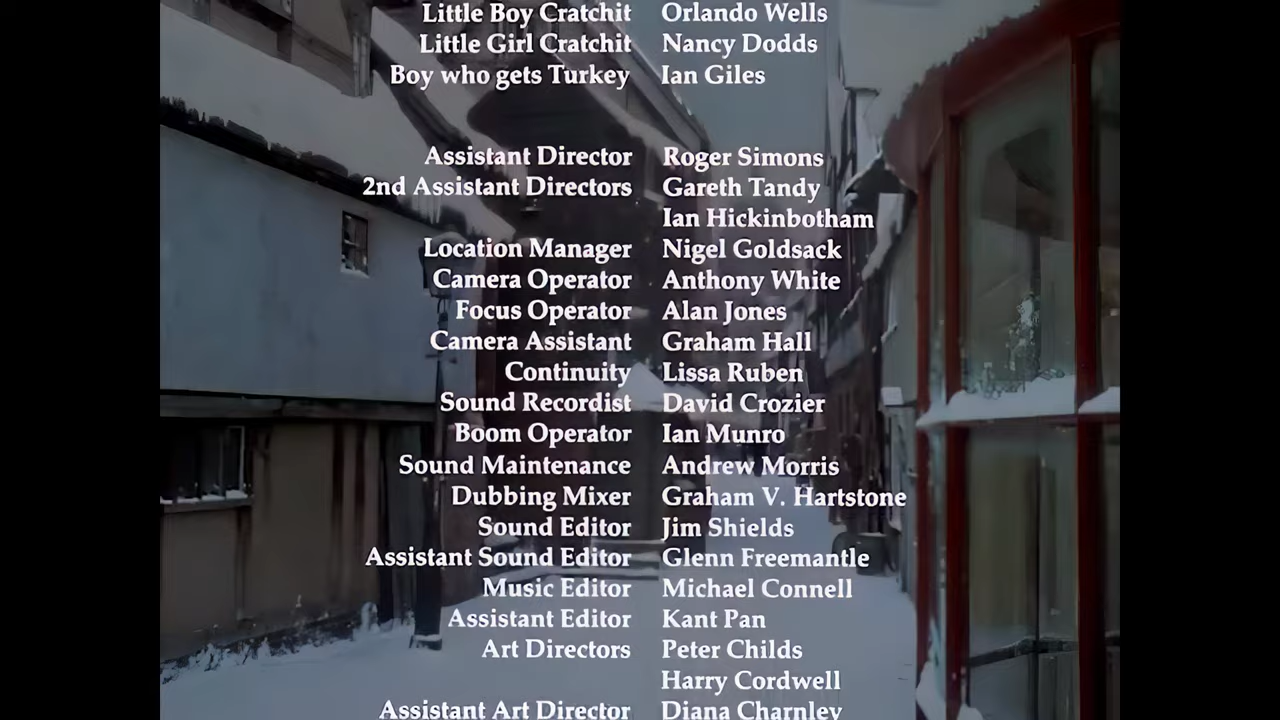 Little Boy Cratchit Orlando Wells
Little Girl Cratchit Nancy Dodds
Boy who gets Turkey Ian Giles
Assistant Director Roger Simons
2nd Assistant Directors Gareth Tandy
Ian Hickinbotham
Location Manager Nigel Goldsack
Camera Operator Anthony White
Focus Operator Alan Jones
Camera Assistant Graham Hall
Continuity Lissa Ruben
Sound Recordist David Crozier
Boom Operator Ian Munro
Sound Maintenance Andrew Morris
Dubbing Mixer Graham V. Hartstone
Sound Editor Jim Shields
Assistant Sound Editor Glenn Freemantle
Music Editor Michael Connell
Assistant Editor Kant Pan
Art Directors Peter Childs
Harry Cordwell
Assistant Art Director Diana Charnley